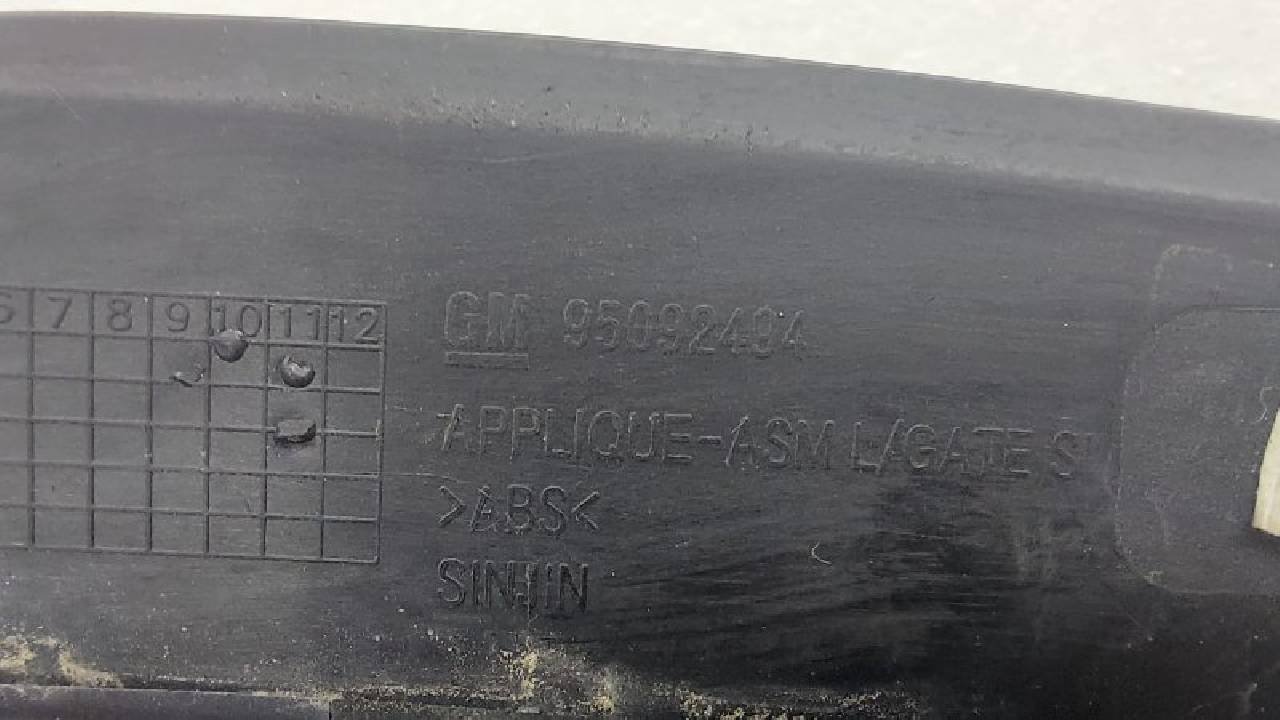 6 7 8 9 10 11 12
GM 95092494
APPLIQUE-ASM L/GATE S
>ABS<
SINJIN